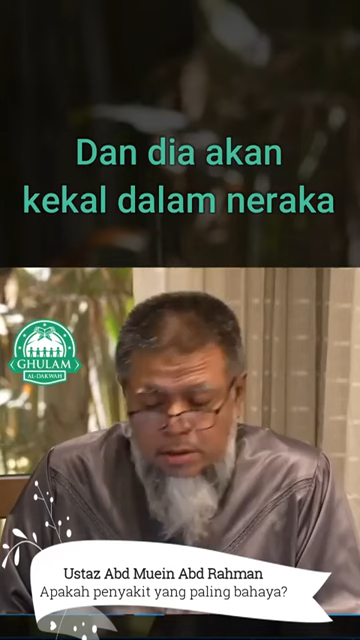 Dan dia akan
kekal dalam neraka
GHULAM
AL-DAKWAH
Ustaz Abd Muein Abd Rahman
Apakah penyakit yang paling bahaya?